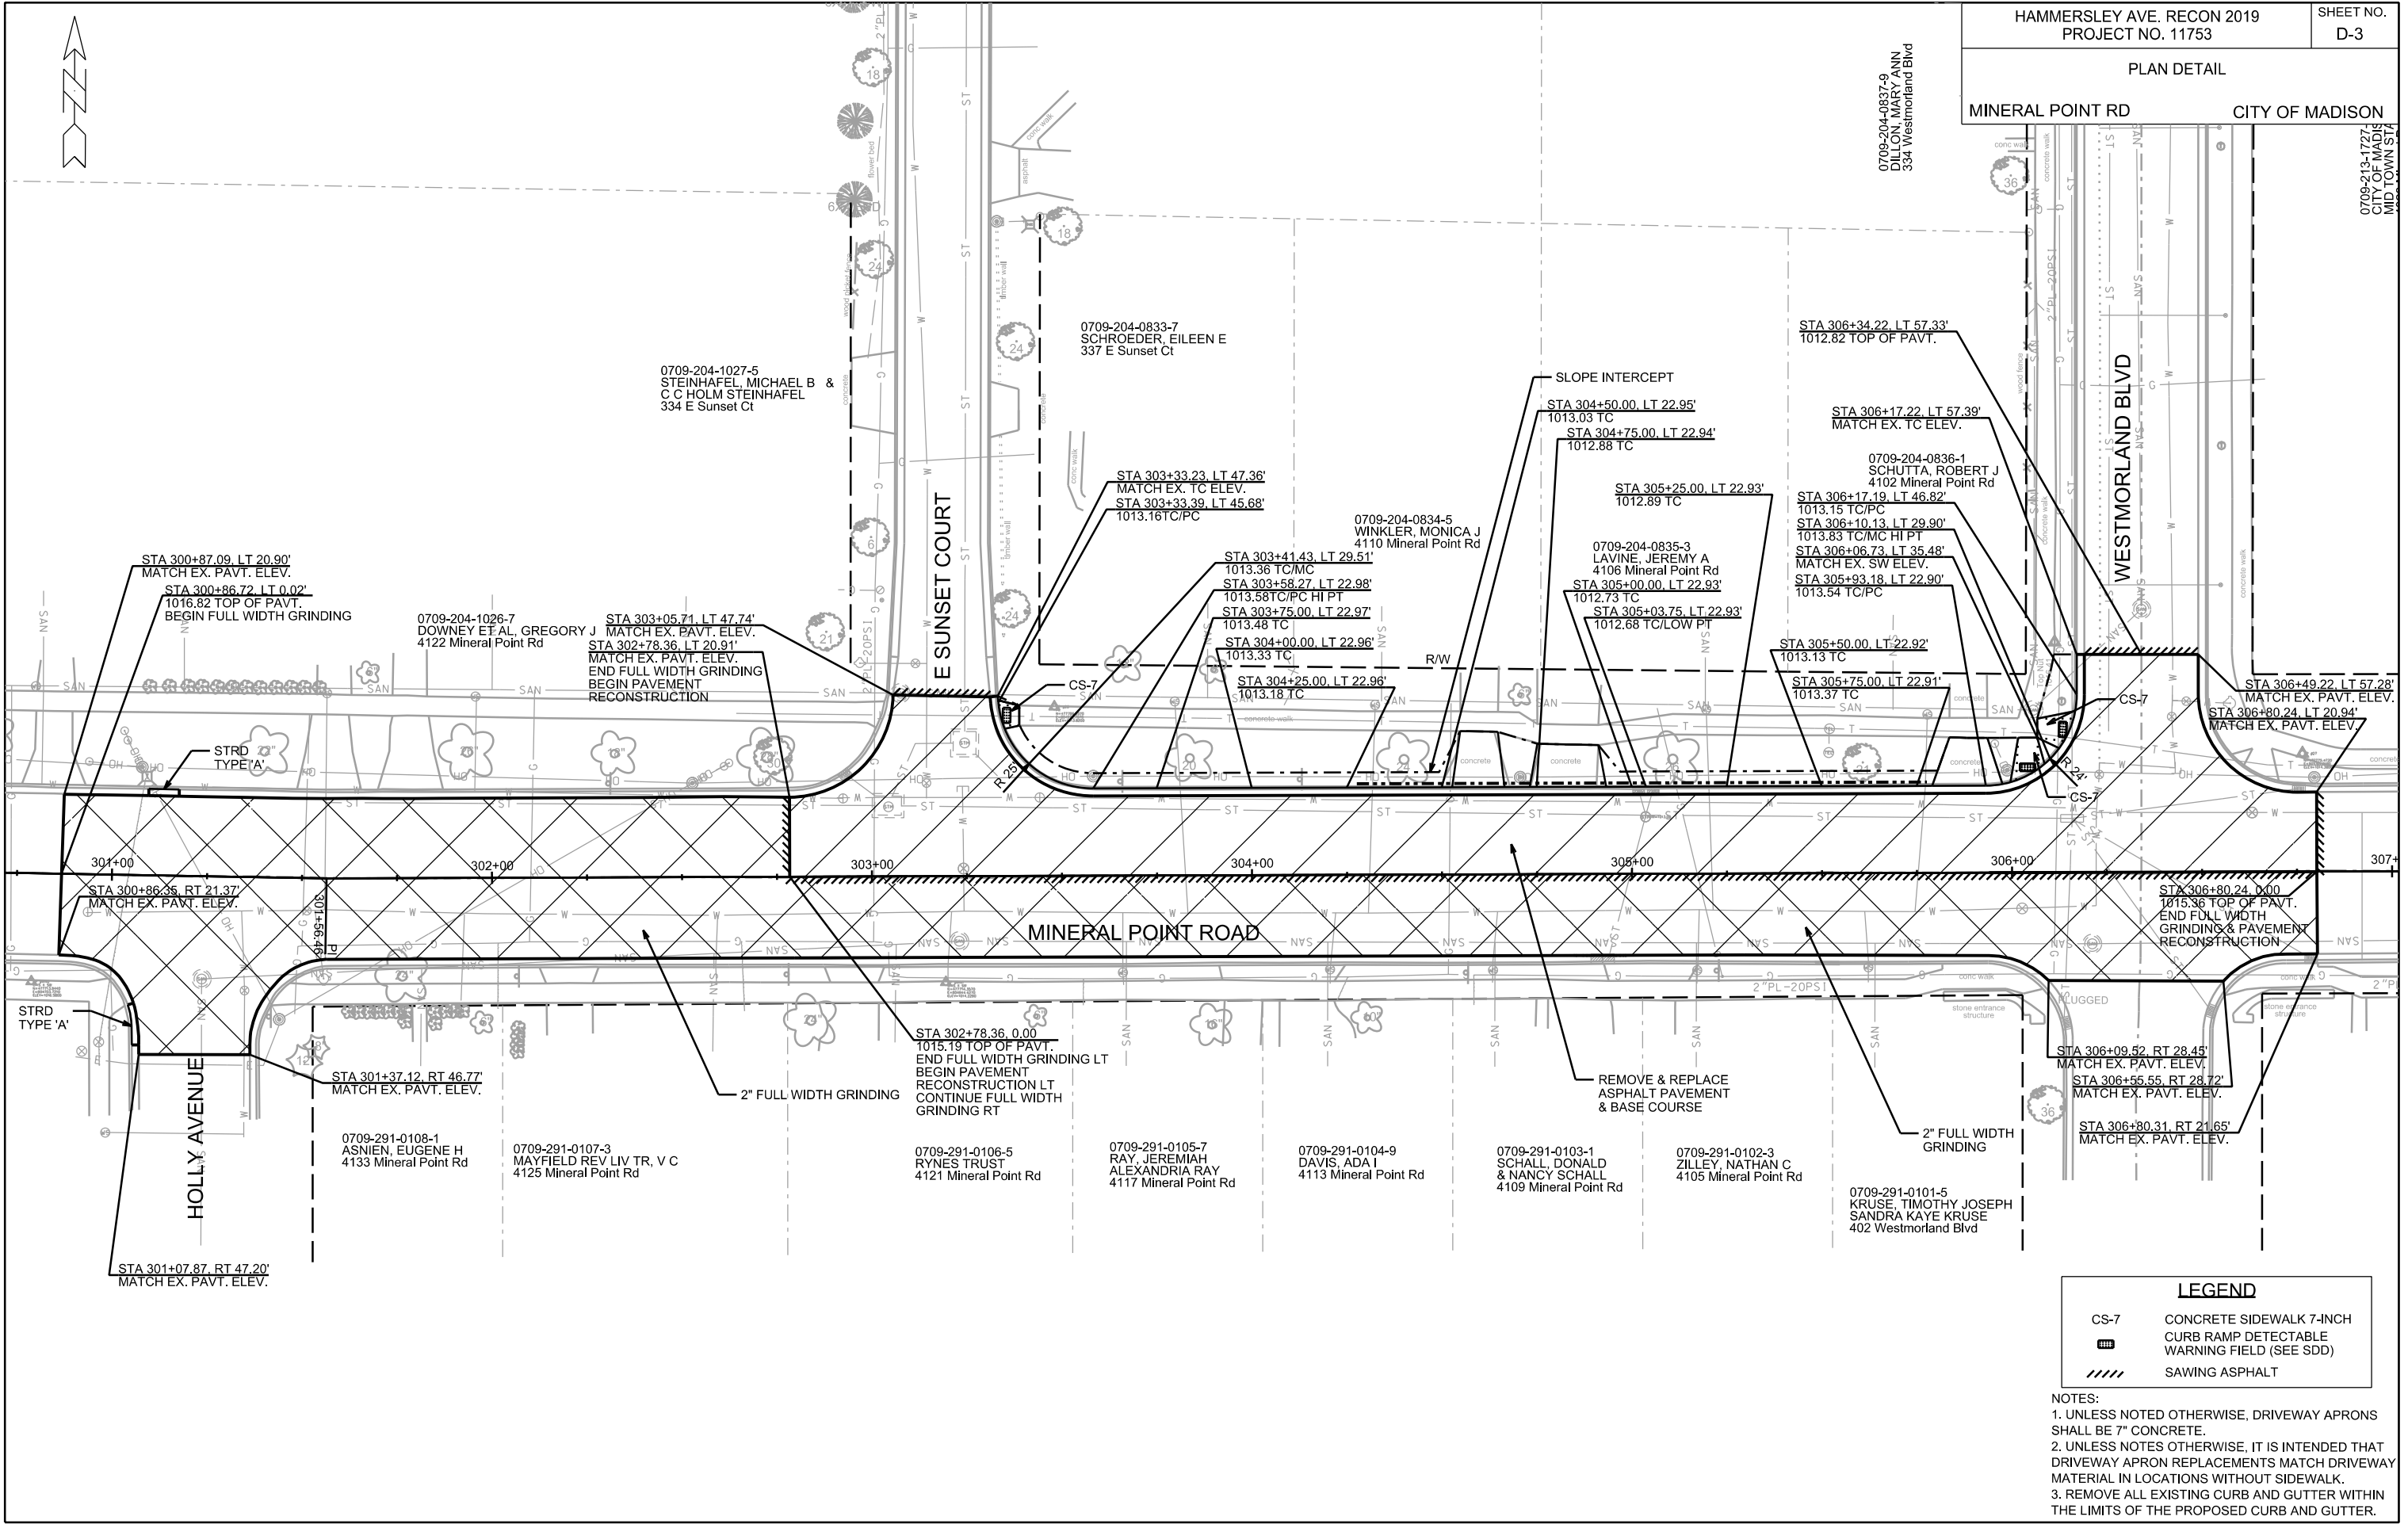 HAMMERSLEY AVE. RECON 2019
PROJECT NO. 11753
SHEET NO.
D-3
PLAN DETAIL
MINERAL POINT RD
CITY OF MADISON
0709-204-0837-9
DILLON, MARY ANN
334 Westmorland Blvd
0709-213-1727-
CITY OF MADIS
MID TOWN STA
0709-204-0833-7
SCHROEDER, EILEEN E
337 E Sunset Ct
0709-204-1027-5
STEINHAFEL, MICHAEL B &
C C HOLM STEINHAFEL
334 E Sunset Ct
STA 306+34.22, LT 57.33'
1012.82 TOP OF PAVT.
SLOPE INTERCEPT
STA 304+50.00, LT 22.95'
1013.03 TC
STA 304+75.00, LT 22.94'
1012.88 TC
STA 306+17.22, LT 57.39'
MATCH EX. TC ELEV.
0709-204-0836-1
SCHUTTA, ROBERT J
4102 Mineral Point Rd
STA 303+33.23, LT 47.36'
MATCH EX. TC ELEV.
STA 303+33.39, LT 45.68'
1013.16TC/PC
STA 305+25.00, LT 22.93'
1012.89 TC
STA 306+17.19, LT 46.82'
1013.15 TC/PC
STA 306+10.13, LT 29.90'
1013.83 TC/MC HI PT
STA 306+06.73, LT 35.48'
MATCH EX. SW ELEV.
STA 305+93.18, LT 22.90'
1013.54 TC/PC
0709-204-0834-5
WINKLER, MONICA J
4110 Mineral Point Rd
0709-204-0835-3
LAVINE, JEREMY A
4106 Mineral Point Rd
STA 305+00.00, LT 22.93'
1012.73 TC
STA 305+03.75, LT 22.93'
1012.68 TC/LOW PT
STA 303+41.43, LT 29.51'
1013.36 TC/MC
STA 303+58.27, LT 22.98'
1013.58TC/PC HI PT
STA 303+75.00, LT 22.97'
1013.48 TC
STA 304+00.00, LT 22.96'
1013.33 TC
STA 304+25.00, LT 22.96'
1013.18 TC
STA 305+50.00, LT 22.92'
1013.13 TC
STA 305+75.00, LT 22.91'
1013.37 TC
STA 300+87.09, LT 20.90'
MATCH EX. PAVT. ELEV.
STA 300+86.72, LT 0.02'
1016.82 TOP OF PAVT.
BEGIN FULL WIDTH GRINDING
0709-204-1026-7
DOWNEY ET AL, GREGORY J
4122 Mineral Point Rd
STA 303+05.71, LT 47.74'
MATCH EX. PAVT. ELEV.
STA 302+78.36, LT 20.91'
MATCH EX. PAVT. ELEV.
END FULL WIDTH GRINDING
BEGIN PAVEMENT
RECONSTRUCTION
E SUNSET COURT
WESTMORLAND BLVD
R/W
CS-7
CS-7
CS-7
R 25'
R 24'
STA 306+49.22, LT 57.28'
MATCH EX. PAVT. ELEV.
STA 306+80.24, LT 20.94'
MATCH EX. PAVT. ELEV.
STRD
TYPE 'A'
301+00
302+00
303+00
304+00
305+00
306+00
307+
STA 300+86.35, RT 21.37'
MATCH EX. PAVT. ELEV.
301+56.46
PI
MINERAL POINT ROAD
STA 306+80.24, 0.00
1015.36 TOP OF PAVT.
END FULL WIDTH
GRINDING & PAVEMENT
RECONSTRUCTION
STRD
TYPE 'A'
HOLLY AVENUE
STA 301+37.12, RT 46.77'
MATCH EX. PAVT. ELEV.
2" FULL WIDTH GRINDING
STA 302+78.36, 0.00
1015.19 TOP OF PAVT.
END FULL WIDTH GRINDING LT
BEGIN PAVEMENT
RECONSTRUCTION LT
CONTINUE FULL WIDTH
GRINDING RT
REMOVE & REPLACE
ASPHALT PAVEMENT
& BASE COURSE
2"PL-20PSI
stone entrance
structure
PLUGGED
stone entrance
structure
STA 306+09.52, RT 28.45'
MATCH EX. PAVT. ELEV.
STA 306+55.55, RT 28.72'
MATCH EX. PAVT. ELEV.
STA 306+80.31, RT 21.65'
MATCH EX. PAVT. ELEV.
2" FULL WIDTH
GRINDING
0709-291-0108-1
ASNIEN, EUGENE H
4133 Mineral Point Rd
0709-291-0107-3
MAYFIELD REV LIV TR, V C
4125 Mineral Point Rd
0709-291-0106-5
RYNES TRUST
4121 Mineral Point Rd
0709-291-0105-7
RAY, JEREMIAH
ALEXANDRIA RAY
4117 Mineral Point Rd
0709-291-0104-9
DAVIS, ADA I
4113 Mineral Point Rd
0709-291-0103-1
SCHALL, DONALD
& NANCY SCHALL
4109 Mineral Point Rd
0709-291-0102-3
ZILLEY, NATHAN C
4105 Mineral Point Rd
0709-291-0101-5
KRUSE, TIMOTHY JOSEPH
SANDRA KAYE KRUSE
402 Westmorland Blvd
STA 301+07.87, RT 47.20'
MATCH EX. PAVT. ELEV.
LEGEND
CS-7 CONCRETE SIDEWALK 7-INCH
CURB RAMP DETECTABLE
WARNING FIELD (SEE SDD)
SAWING ASPHALT
NOTES:
1. UNLESS NOTED OTHERWISE, DRIVEWAY APRONS
SHALL BE 7" CONCRETE.
2. UNLESS NOTES OTHERWISE, IT IS INTENDED THAT
DRIVEWAY APRON REPLACEMENTS MATCH DRIVEWAY
MATERIAL IN LOCATIONS WITHOUT SIDEWALK.
3. REMOVE ALL EXISTING CURB AND GUTTER WITHIN
THE LIMITS OF THE PROPOSED CURB AND GUTTER.